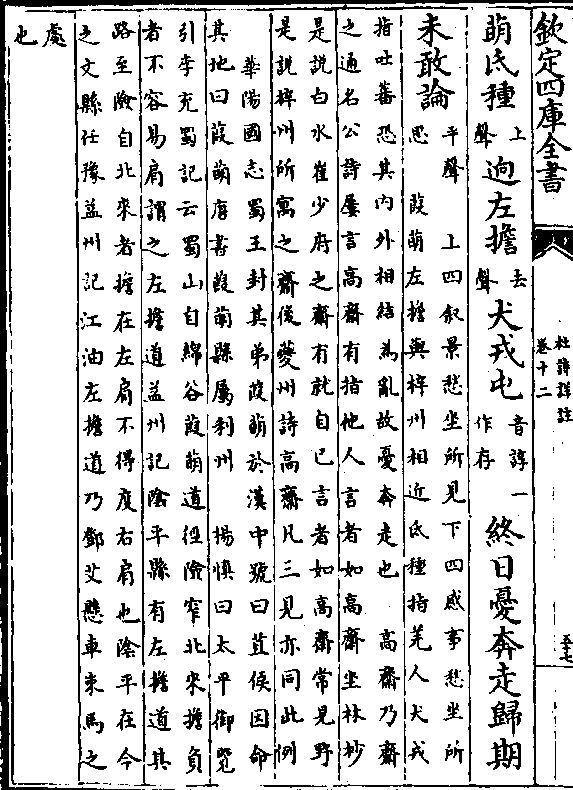 欽定四庫全書
杜詩詳註
卷十二
五十七
萌氐種上聲迥左擔去聲犬戎屯音諄一作存終日憂奔走歸期
未敢論平聲　上四叙景愁坐所見下四感事愁坐所
思　葭萌左擔與梓州相近氐種指羌人犬戎
指吐蕃恐其内外相結為亂故憂奔走也　高齋乃齋
之通名公詩屢言高齋有指他人言者如高齋坐林杪
是說白水崔少府之齋有就自己言者如高齋常見野
是說梓州所寓之齋後夔州詩高齋凡三見亦同此例
華陽國志蜀王封其弟葭萌於漢中號曰苴侯因命
其地曰葭萌唐書葭萌縣屬利州　楊慎曰太平御覽
引李充蜀記云蜀山自綿谷葭萌道徑險窄北來擔負
者不容易肩謂之左擔道益州記陰平縣有左擔道其
路至險自北來者擔在左肩不得度右肩也陰平在今
之文縣任豫益州記江油左擔道乃鄧艾懸車束馬之
處也